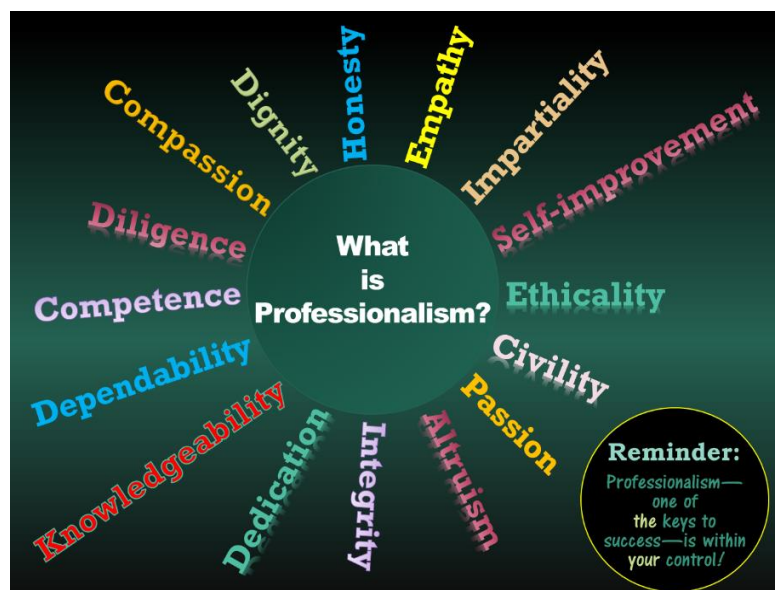 What
is
Professionalism?
Honesty
Empathy
Impartiality
Self-improvement
Ethicality
Civility
Passion
Altruism
Integrity
Dedication
Knowledgeability
Dependability
Competence
Diligence
Compassion
Dignity
Reminder:
Professionalism—
one of
the keys to
success—is within
your control!